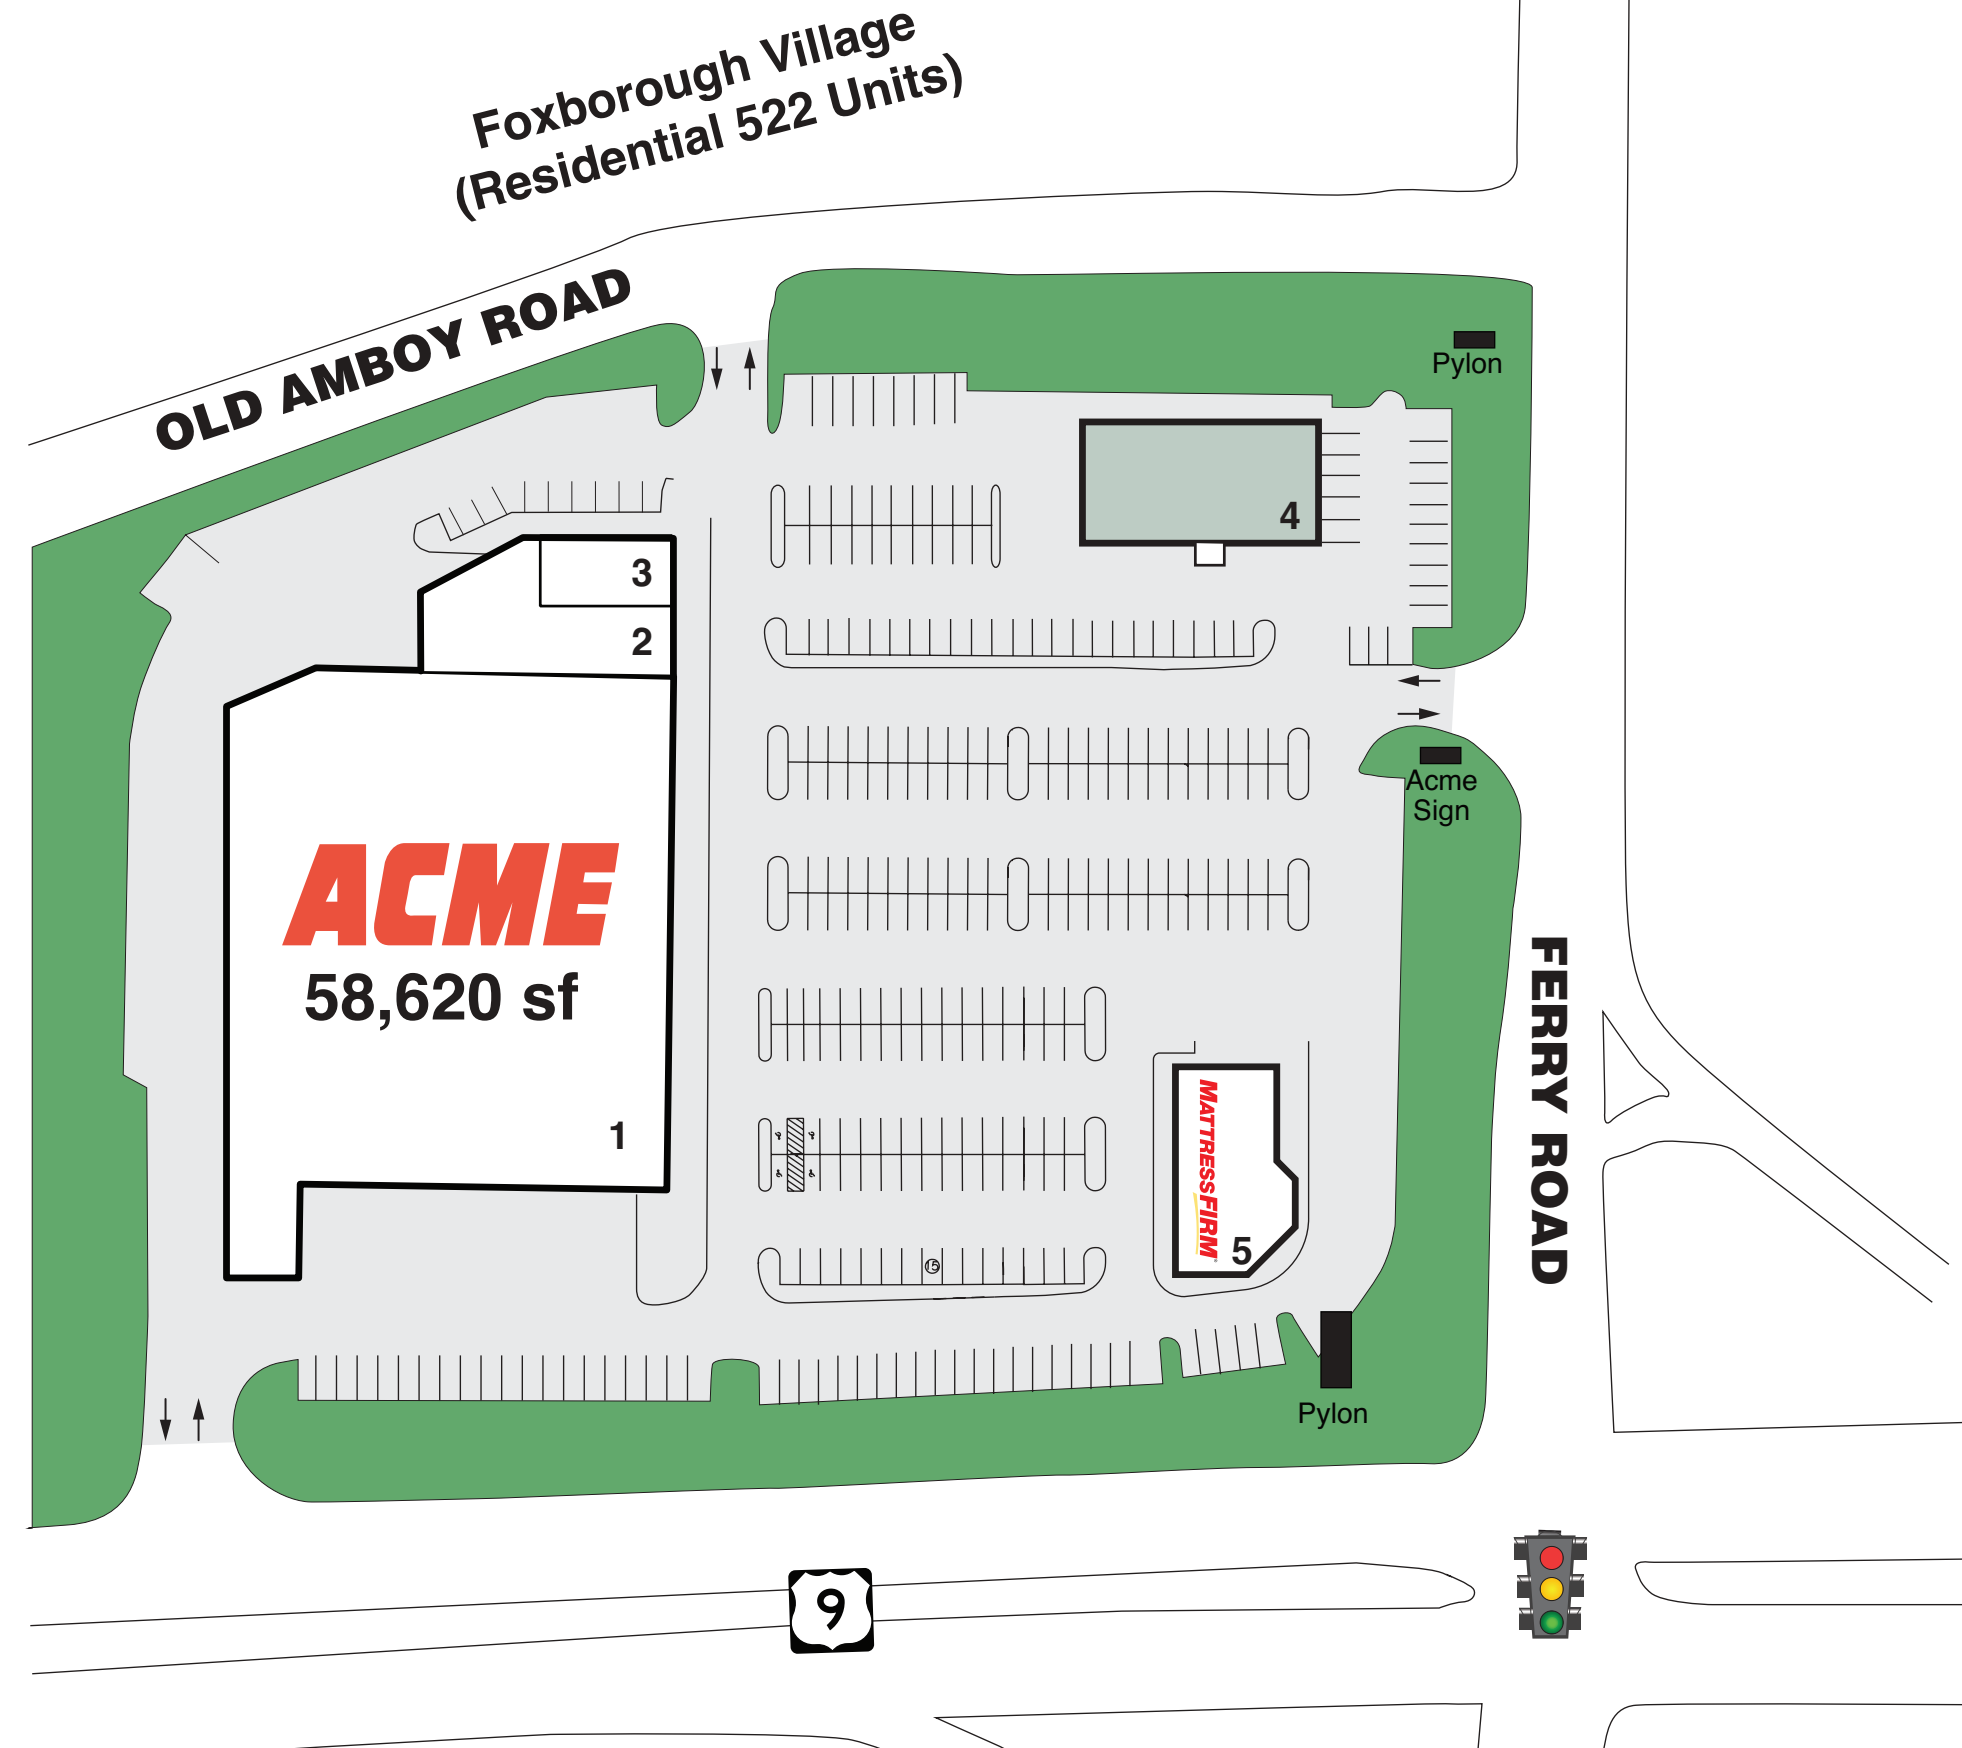 Foxborough Village
(Residential 522 Units)
OLD AMBOY ROAD
Pylon
4
3
2
Acme
Sign
ACME
58,620 sf
1
FERRY ROAD
MATTRESSFIRM
5
15
Pylon
9